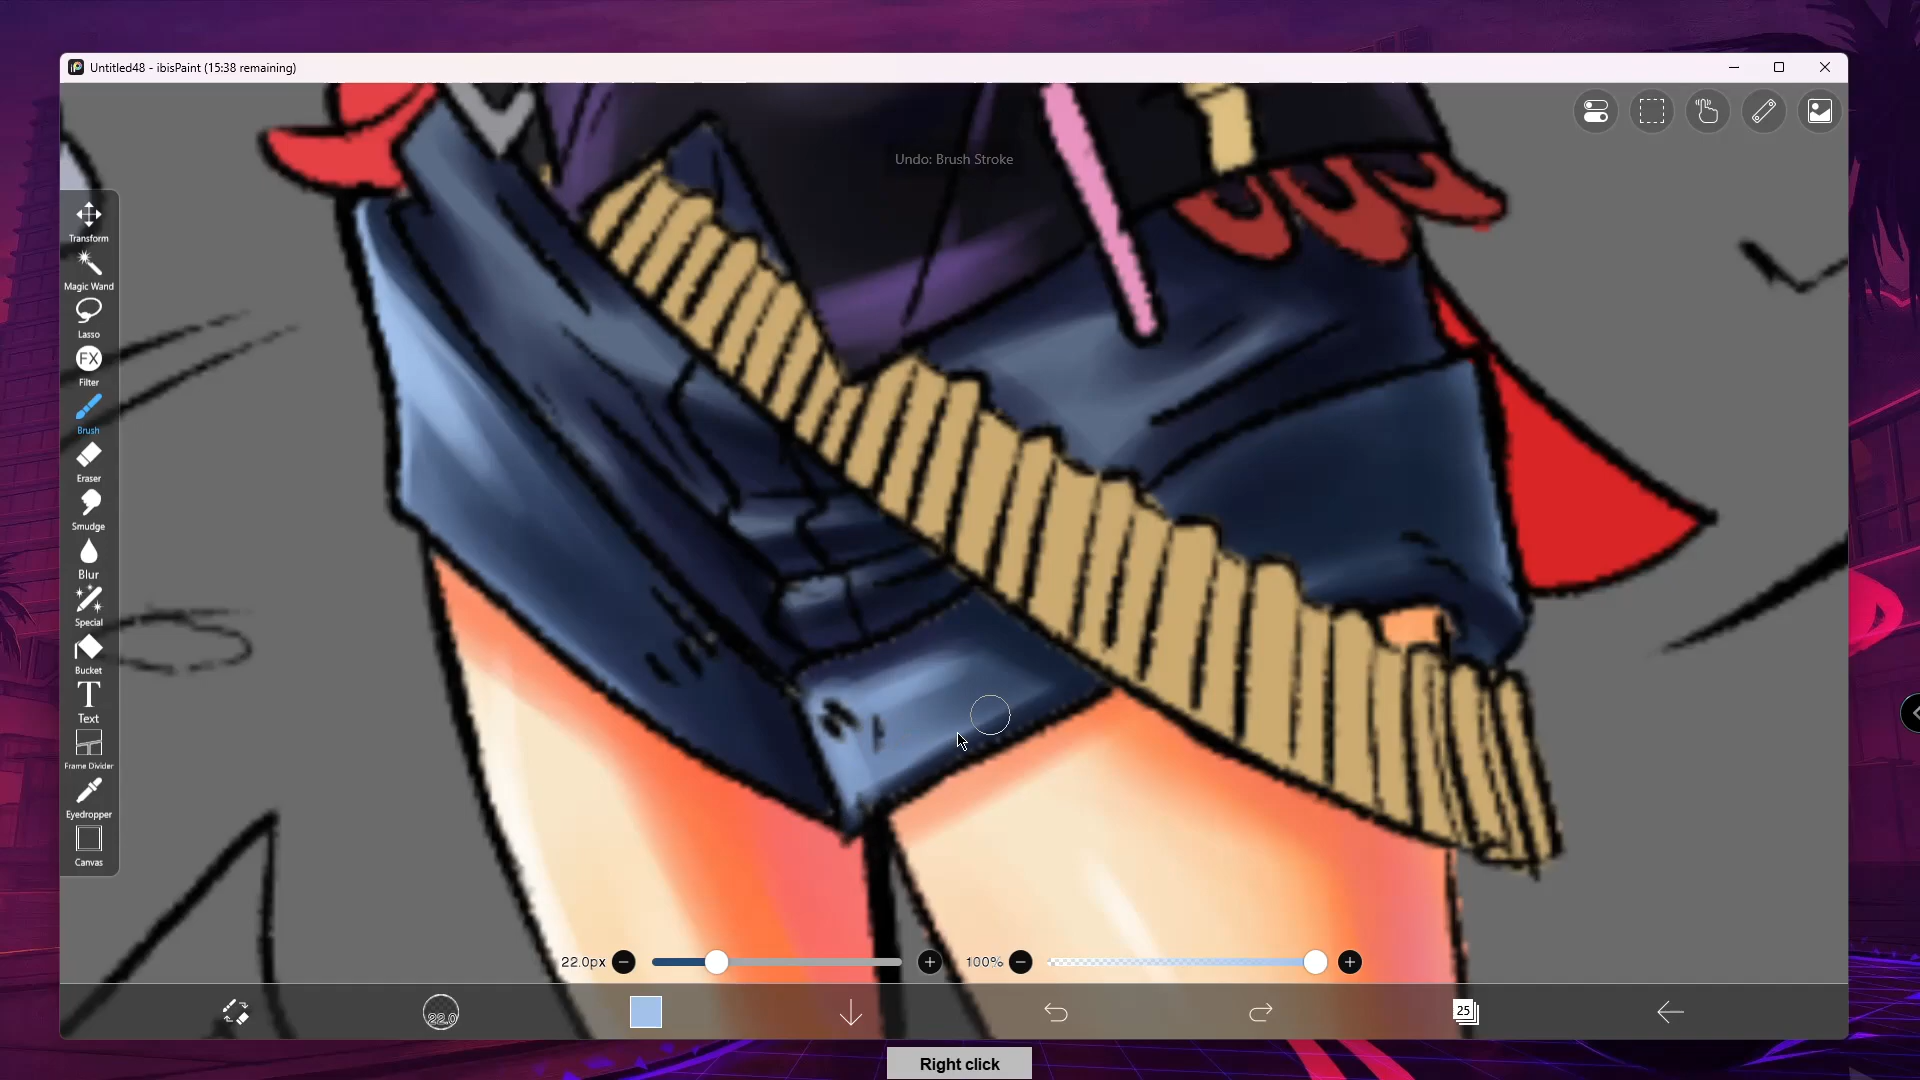 Untitled48 - ibisPaint (15:38 remaining)
Undo: Brush Stroke
Transform
Magic Wand
Lasso
FX
Filter
Brush
Eraser
Smudge
Blur
Special
Bucket
T
Text
Frame Divider
Eyedropper
Canvas
22.0px
100%
22.0
25
Right click